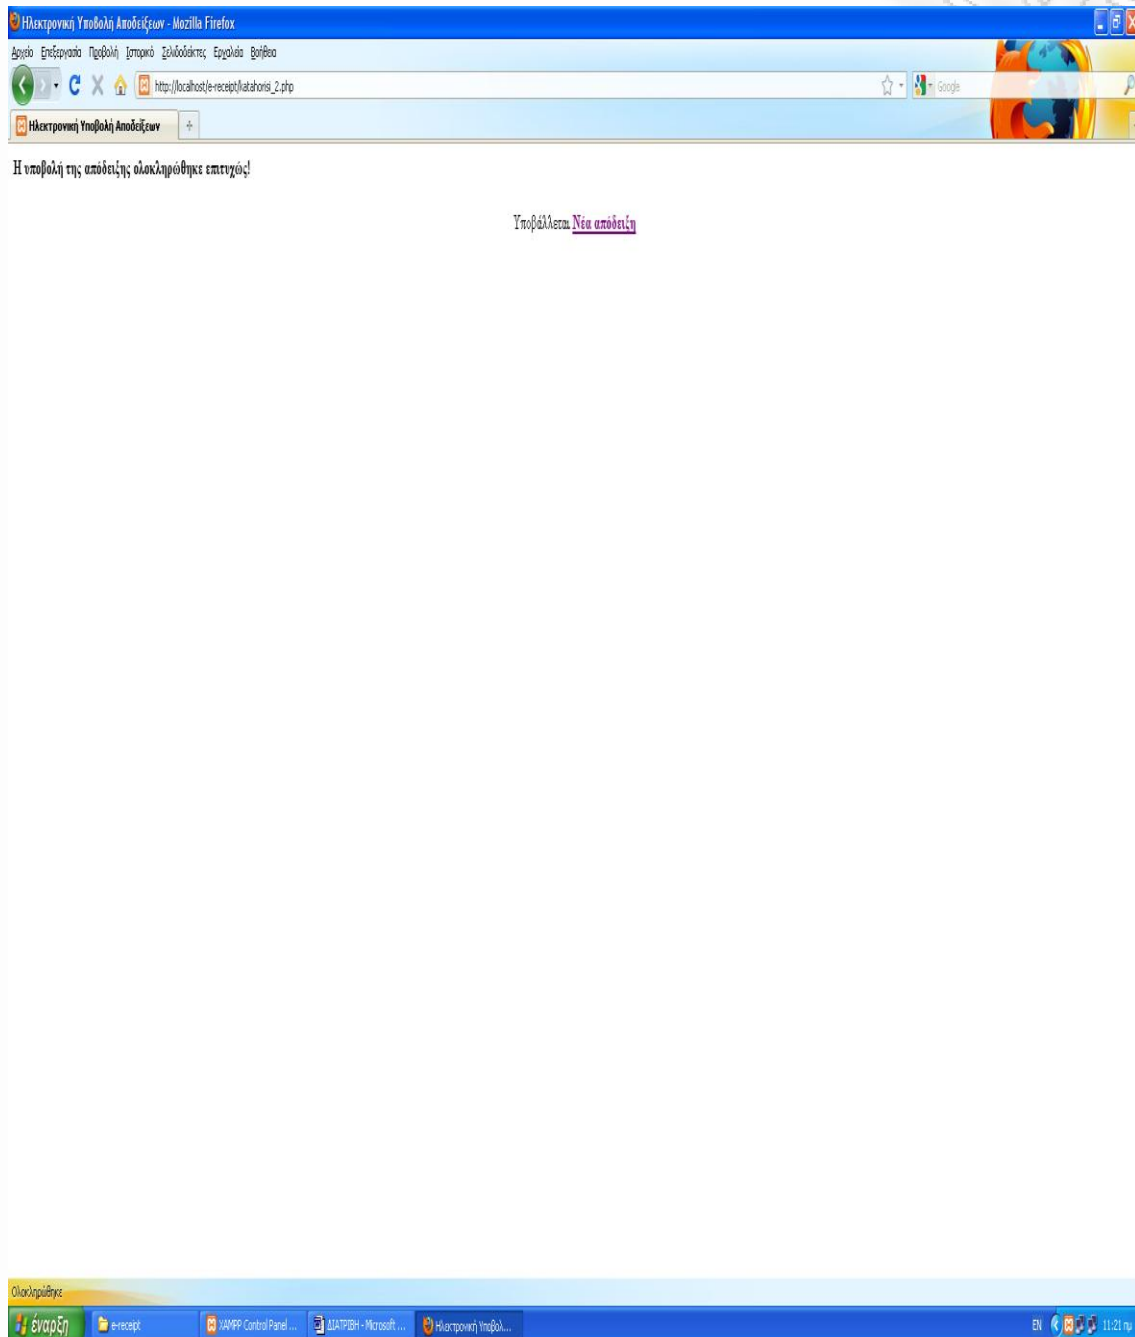 Ηλεκτρονική Υποβολή Αποδείξεων - Mozilla Firefox
Αρχείο Επεξεργασία Προβολή Ιστορικό Σελιδοδείκτες Εργαλεία Βοήθεια
http://localhost/e-receipt/katahorisi_2.php Google
Ηλεκτρονική Υποβολή Αποδείξεων
Η υποβολή της απόδειξης ολοκληρώθηκε επιτυχώς!
Υποβάλλεται Νέα απόδειξη
Ολοκληρώθηκε
έναρξη e-receipt XAMPP Control Panel ... ΔΙΑΤΡΙΒΗ - Microsoft ... Ηλεκτρονική Υποβολ... EN 11:21 πμ